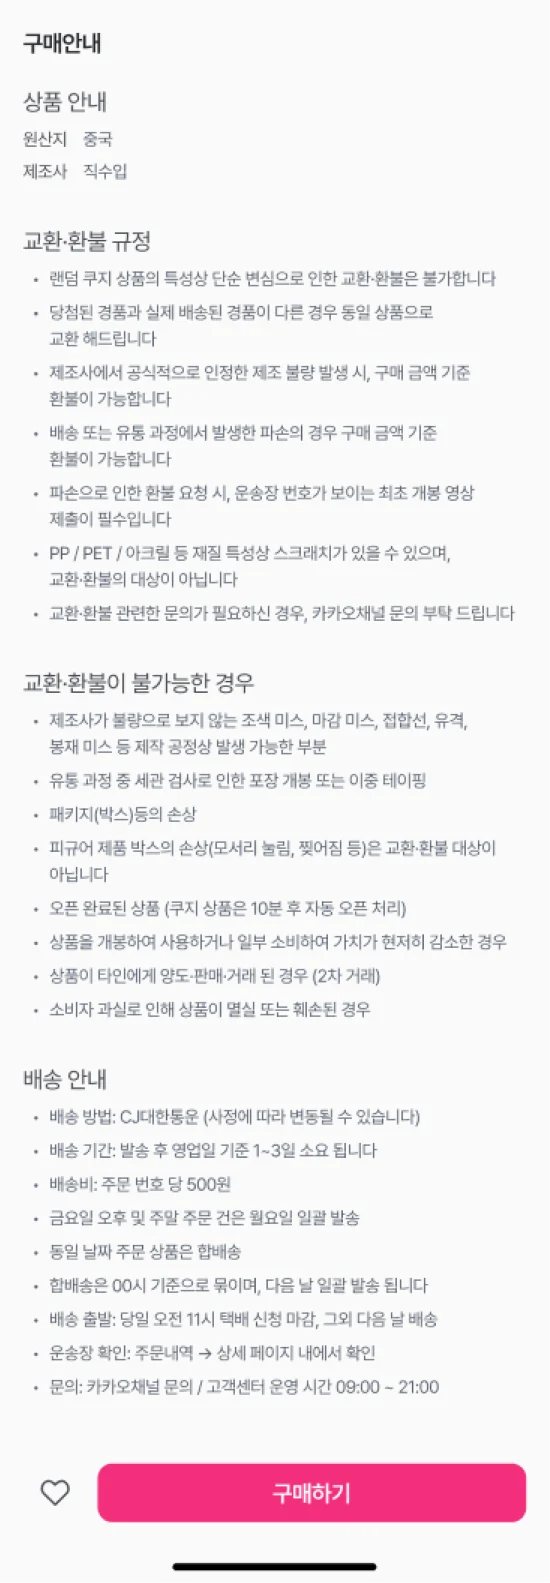 구매안내
상품 안내
원산지 중국
제조사 직수입
교환·환불 규정
• 랜덤 쿠지 상품의 특성상 단순 변심으로 인한 교환·환불은 불가합니다
• 당첨된 경품과 실제 배송된 경품이 다른 경우 동일 상품으로
교환 해드립니다
• 제조사에서 공식적으로 인정한 제조 불량 발생 시, 구매 금액 기준
환불이 가능합니다
• 배송 또는 유통 과정에서 발생한 파손의 경우 구매 금액 기준
환불이 가능합니다
• 파손으로 인한 환불 요청 시, 운송장 번호가 보이는 최초 개봉 영상
제출이 필수입니다
• PP / PET / 아크릴 등 재질 특성상 스크래치가 있을 수 있으며,
교환·환불의 대상이 아닙니다
• 교환·환불 관련한 문의가 필요하신 경우, 카카오채널 문의 부탁 드립니다
교환·환불이 불가능한 경우
• 제조사가 불량으로 보지 않는 조색 미스, 마감 미스, 접합선, 유격,
봉재 미스 등 제작 공정상 발생 가능한 부분
• 유통 과정 중 세관 검사로 인한 포장 개봉 또는 이중 테이핑
• 패키지(박스)등의 손상
• 피규어 제품 박스의 손상(모서리 눌림, 찢어짐 등)은 교환·환불 대상이
아닙니다
• 오픈 완료된 상품 (쿠지 상품은 10분 후 자동 오픈 처리)
• 상품을 개봉하여 사용하거나 일부 소비하여 가치가 현저히 감소한 경우
• 상품이 타인에게 양도·판매·거래 된 경우 (2차 거래)
• 소비자 과실로 인해 상품이 멸실 또는 훼손된 경우
배송 안내
• 배송 방법: CJ대한통운 (사정에 따라 변동될 수 있습니다)
• 배송 기간: 발송 후 영업일 기준 1~3일 소요 됩니다
• 배송비: 주문 번호 당 500원
• 금요일 오후 및 주말 주문 건은 월요일 일괄 발송
• 동일 날짜 주문 상품은 합배송
• 합배송은 00시 기준으로 묶이며, 다음 날 일괄 발송 됩니다
• 배송 출발: 당일 오전 11시 택배 신청 마감, 그외 다음 날 배송
• 운송장 확인: 주문내역 → 상세 페이지 내에서 확인
• 문의: 카카오채널 문의 / 고객센터 운영 시간 09:00 ~ 21:00
구매하기